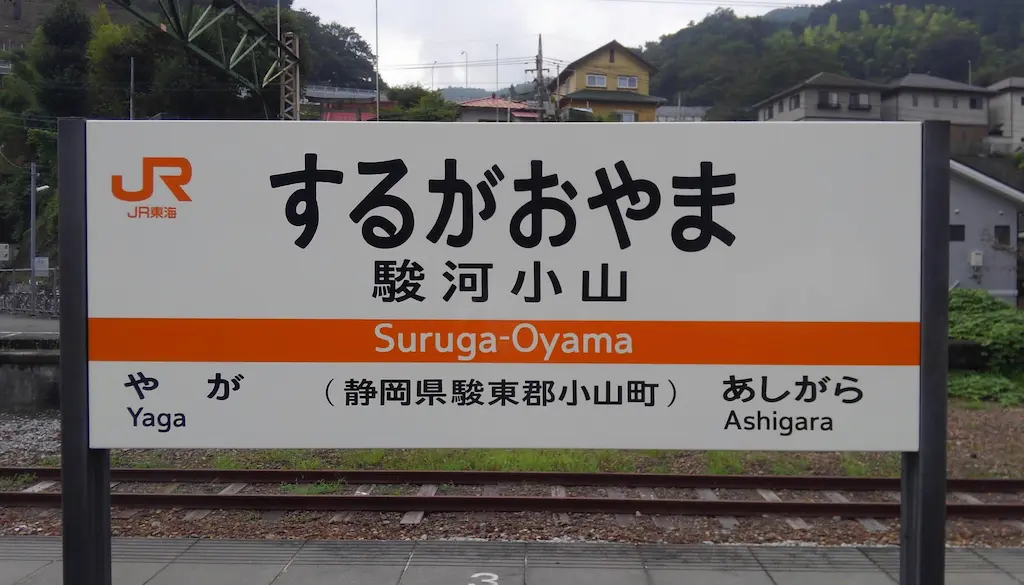 JR
JR東海
するがおやま
駿河小山
Suruga-Oyama
やが
(静岡県駿東郡小山町)
あしがら
Yaga
Ashigara
3